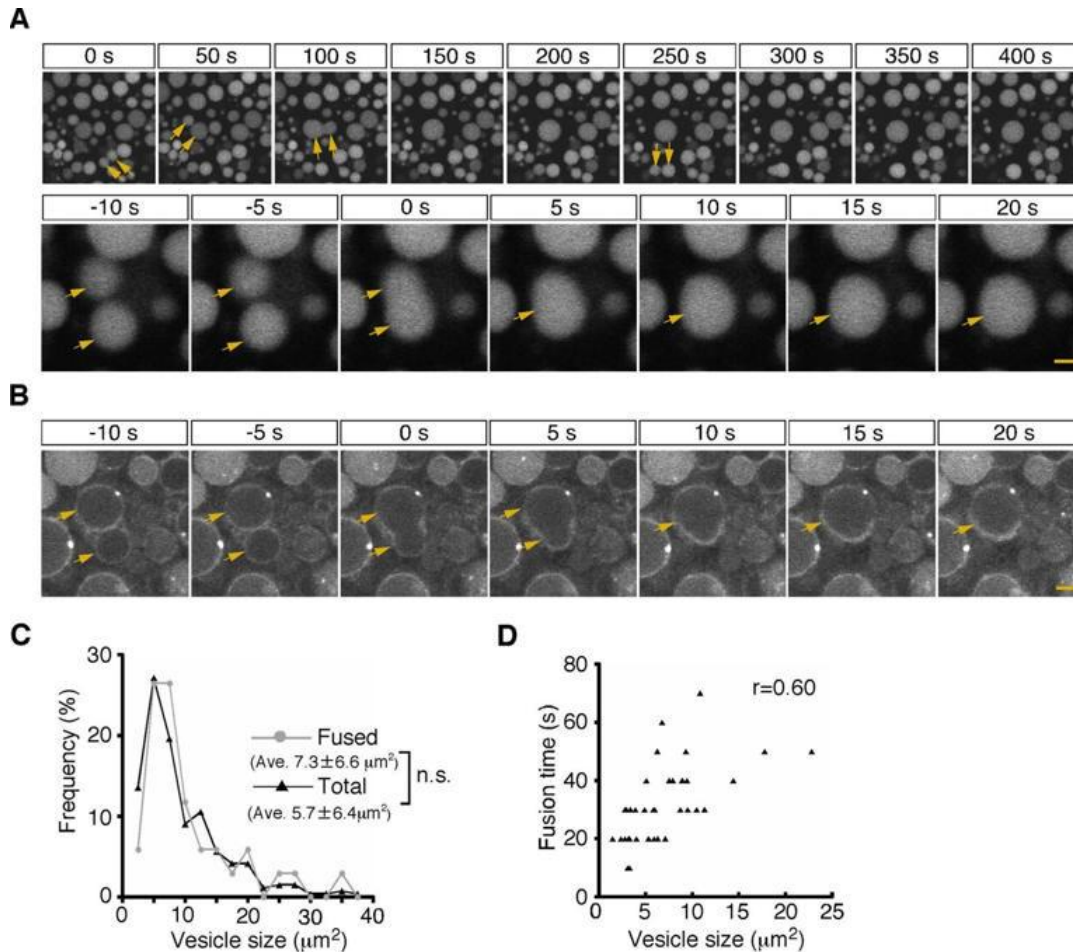 A
0 s 50 s 100 s 150 s 200 s 250 s 300 s 350 s 400 s
-10 s -5 s 0 s 5 s 10 s 15 s 20 s
B
-10 s -5 s 0 s 5 s 10 s 15 s 20 s
C
30
20
10
0
Frequency (%)
Fused
(Ave. 7.3±6.6 μm²)
n.s.
Total
(Ave. 5.7±6.4μm²)
0 10 20 30 40
Vesicle size (μm²)
D
80
60
40
20
0
Fusion time (s)
r=0.60
0 5 10 15 20 25
Vesicle size (μm²)